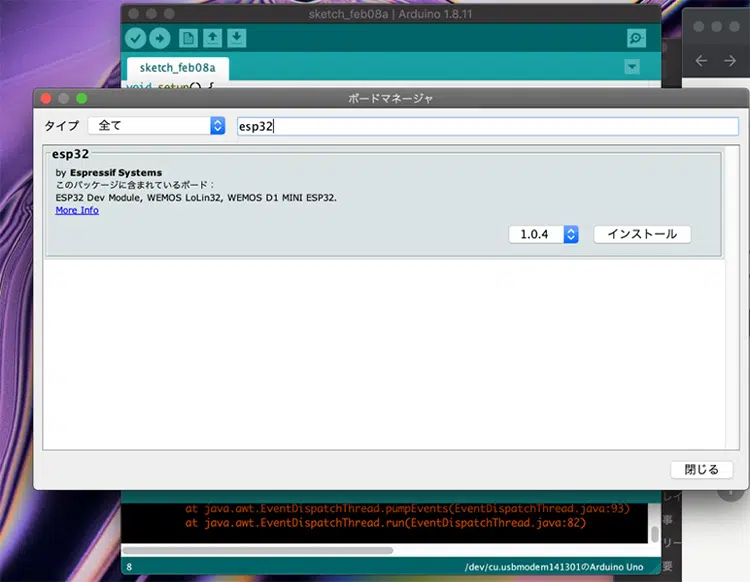 sketch_feb08a | Arduino 1.8.11
sketch_feb08a
void setup() {
ボードマネージャ
タイプ 全て esp32
esp32
by Espressif Systems
このパッケージに含まれているボード：
ESP32 Dev Module, WEMOS LoLin32, WEMOS D1 MINI ESP32.
More Info
1.0.4 インストール
閉じる
at java.awt.EventDispatchThread.pumpEvents(EventDispatchThread.java:93)
at java.awt.EventDispatchThread.run(EventDispatchThread.java:82)
8 /dev/cu.usbmodem141301のArduino Uno
レイ
事
リー
要